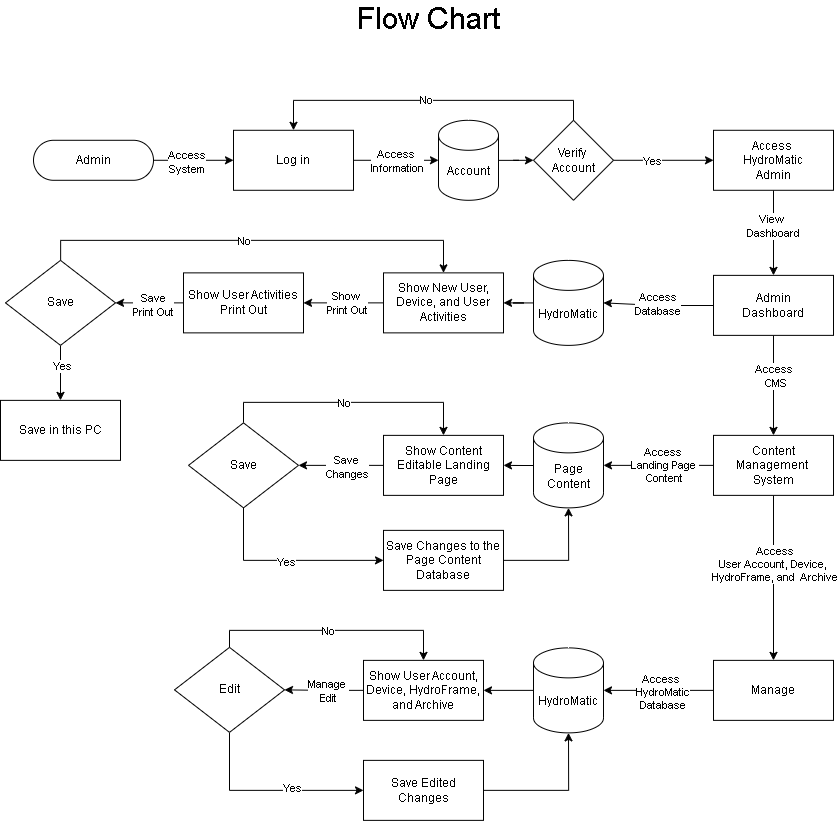 Flow Chart
No
Admin
Access
System
Log in
Access
Information
Account
Verify
Account
Yes
Access
HydroMatic
Admin
View
Dashboard
No
Save
Save
Print Out
Show User Activities
Print Out
Show
Print Out
Show New User,
Device, and User
Activities
HydroMatic
Access
Database
Admin
Dashboard
Yes
Access
CMS
Save in this PC
No
Save
Save
Changes
Show Content
Editable Landing
Page
Page
Content
Access
Landing Page
Content
Content
Management
System
Yes
Save Changes to the
Page Content
Database
Access
User Account, Device,
HydroFrame, and Archive
No
Edit
Manage
Edit
Show User Account,
Device, HydroFrame,
and Archive
HydroMatic
Access
HydroMatic
Database
Manage
Yes
Save Edited
Changes